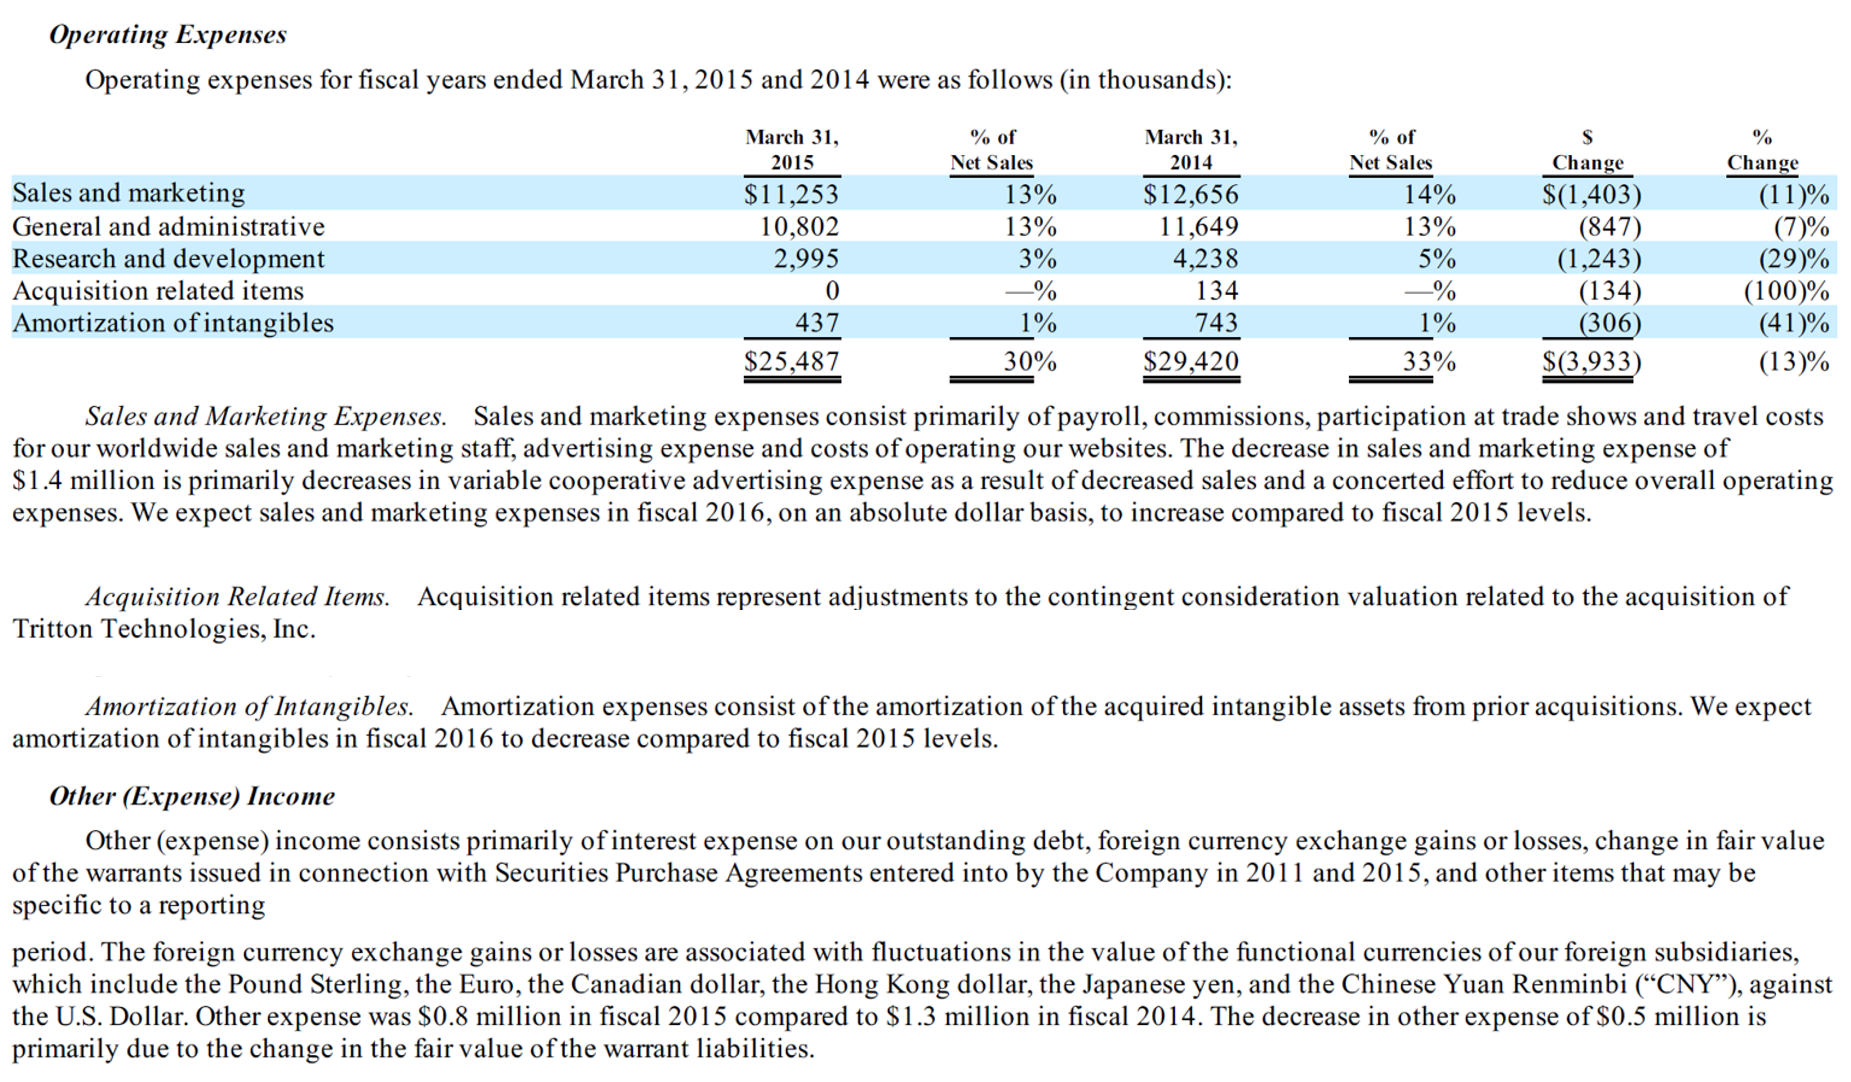 Operating Expenses
Operating expenses for fiscal years ended March 31, 2015 and 2014 were as follows (in thousands):
March 31, % of March 31, % of $ %
2015 Net Sales 2014 Net Sales Change Change
Sales and marketing $11,253 13% $12,656 14% $(1,403) (11)%
General and administrative 10,802 13% 11,649 13% (847) (7)%
Research and development 2,995 3% 4,238 5% (1,243) (29)%
Acquisition related items 0 —% 134 —% (134) (100)%
Amortization of intangibles 437 1% 743 1% (306) (41)%
$25,487 30% $29,420 33% $(3,933) (13)%
Sales and Marketing Expenses. Sales and marketing expenses consist primarily of payroll, commissions, participation at trade shows and travel costs
for our worldwide sales and marketing staff, advertising expense and costs of operating our websites. The decrease in sales and marketing expense of
$1.4 million is primarily decreases in variable cooperative advertising expense as a result of decreased sales and a concerted effort to reduce overall operating
expenses. We expect sales and marketing expenses in fiscal 2016, on an absolute dollar basis, to increase compared to fiscal 2015 levels.
Acquisition Related Items. Acquisition related items represent adjustments to the contingent consideration valuation related to the acquisition of
Tritton Technologies, Inc.
Amortization of Intangibles. Amortization expenses consist of the amortization of the acquired intangible assets from prior acquisitions. We expect
amortization of intangibles in fiscal 2016 to decrease compared to fiscal 2015 levels.
Other (Expense) Income
Other (expense) income consists primarily of interest expense on our outstanding debt, foreign currency exchange gains or losses, change in fair value
of the warrants issued in connection with Securities Purchase Agreements entered into by the Company in 2011 and 2015, and other items that may be
specific to a reporting
period. The foreign currency exchange gains or losses are associated with fluctuations in the value of the functional currencies of our foreign subsidiaries,
which include the Pound Sterling, the Euro, the Canadian dollar, the Hong Kong dollar, the Japanese yen, and the Chinese Yuan Renminbi (“CNY”), against
the U.S. Dollar. Other expense was $0.8 million in fiscal 2015 compared to $1.3 million in fiscal 2014. The decrease in other expense of $0.5 million is
primarily due to the change in the fair value of the warrant liabilities.